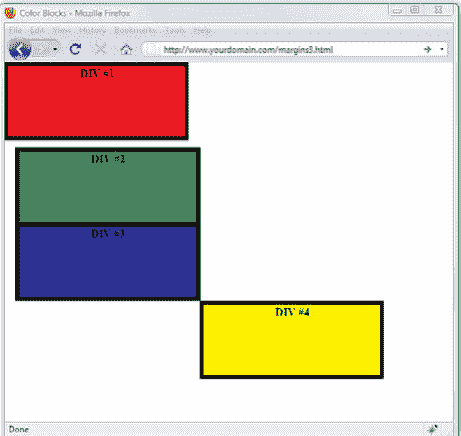 Color Blocks - Mozilla Firefox
File Edit View History Bookmarks Tools Help
http://www.yourdomain.com/margins3.html
DIV #1
DIV #2
DIV #3
DIV #4
Done